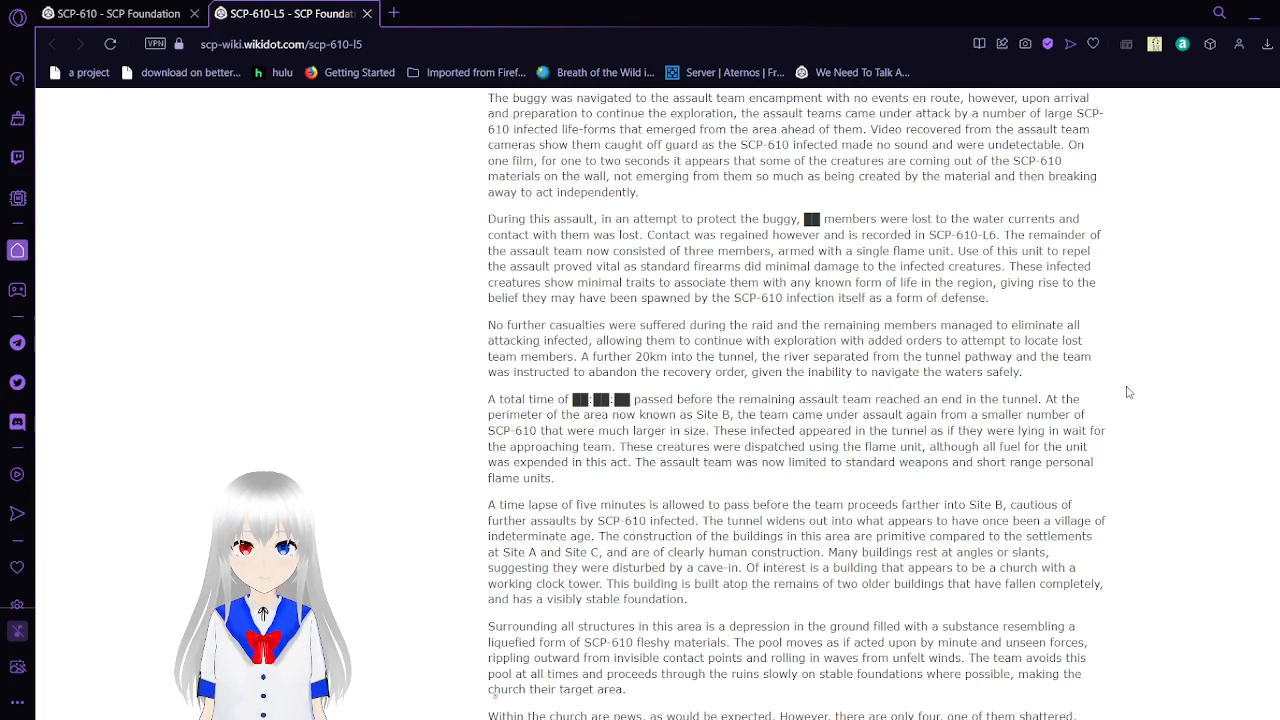 SCP-610 - SCP Foundation
SCP-610-L5 - SCP Foundati
VPN
scp-wiki.wikidot.com/scp-610-l5
a project
download on better...
hulu
Getting Started
Imported from Firef...
Breath of the Wild i...
Server | Aternos | Fr...
We Need To Talk A...
The buggy was navigated to the assault team encampment with no events en route, however, upon arrival
and preparation to continue the exploration, the assault teams came under attack by a number of large SCP-
610 infected life-forms that emerged from the area ahead of them. Video recovered from the assault team
cameras show them caught off guard as the SCP-610 infected made no sound and were undetectable. On
one film, for one to two seconds it appears that some of the creatures are coming out of the SCP-610
materials on the wall, not emerging from them so much as being created by the material and then breaking
away to act independently.
During this assault, in an attempt to protect the buggy, ██ members were lost to the water currents and
contact with them was lost. Contact was regained however and is recorded in SCP-610-L6. The remainder of
the assault team now consisted of three members, armed with a single flame unit. Use of this unit to repel
the assault proved vital as standard firearms did minimal damage to the infected creatures. These infected
creatures show minimal traits to associate them with any known form of life in the region, giving rise to the
belief they may have been spawned by the SCP-610 infection itself as a form of defense.
No further casualties were suffered during the raid and the remaining members managed to eliminate all
attacking infected, allowing them to continue with exploration with added orders to attempt to locate lost
team members. A further 20km into the tunnel, the river separated from the tunnel pathway and the team
was instructed to abandon the recovery order, given the inability to navigate the waters safely.
A total time of ██:██:██ passed before the remaining assault team reached an end in the tunnel. At the
perimeter of the area now known as Site B, the team came under assault again from a smaller number of
SCP-610 that were much larger in size. These infected appeared in the tunnel as if they were lying in wait for
the approaching team. These creatures were dispatched using the flame unit, although all fuel for the unit
was expended in this act. The assault team was now limited to standard weapons and short range personal
flame units.
A time lapse of five minutes is allowed to pass before the team proceeds farther into Site B, cautious of
further assaults by SCP-610 infected. The tunnel widens out into what appears to have once been a village of
indeterminate age. The construction of the buildings in this area are primitive compared to the settlements
at Site A and Site C, and are of clearly human construction. Many buildings rest at angles or slants,
suggesting they were disturbed by a cave-in. Of interest is a building that appears to be a church with a
working clock tower. This building is built atop the remains of two older buildings that have fallen completely,
and has a visibly stable foundation.
Surrounding all structures in this area is a depression in the ground filled with a substance resembling a
liquefied form of SCP-610 fleshy materials. The pool moves as if acted upon by minute and unseen forces,
rippling outward from invisible contact points and rolling in waves from unfelt winds. The team avoids this
pool at all times and proceeds through the ruins slowly on stable foundations where possible, making the
church their target area.
Within the church are pews, as would be expected. However, there are only four, one of them shattered,